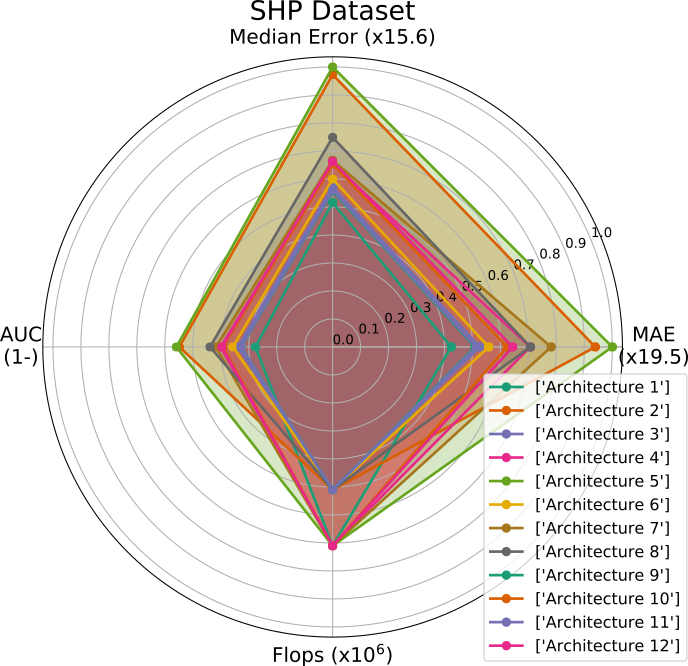 SHP Dataset
Median Error (x15.6)
1.0
0.9
0.8
0.7
0.6
0.5
0.4
0.3
0.2
0.1
0.0
AUC
(1-)
MAE
(x19.5)
['Architecture 1']
['Architecture 2']
['Architecture 3']
['Architecture 4']
['Architecture 5']
['Architecture 6']
['Architecture 7']
['Architecture 8']
['Architecture 9']
['Architecture 10']
['Architecture 11']
['Architecture 12']
Flops (x10⁶)